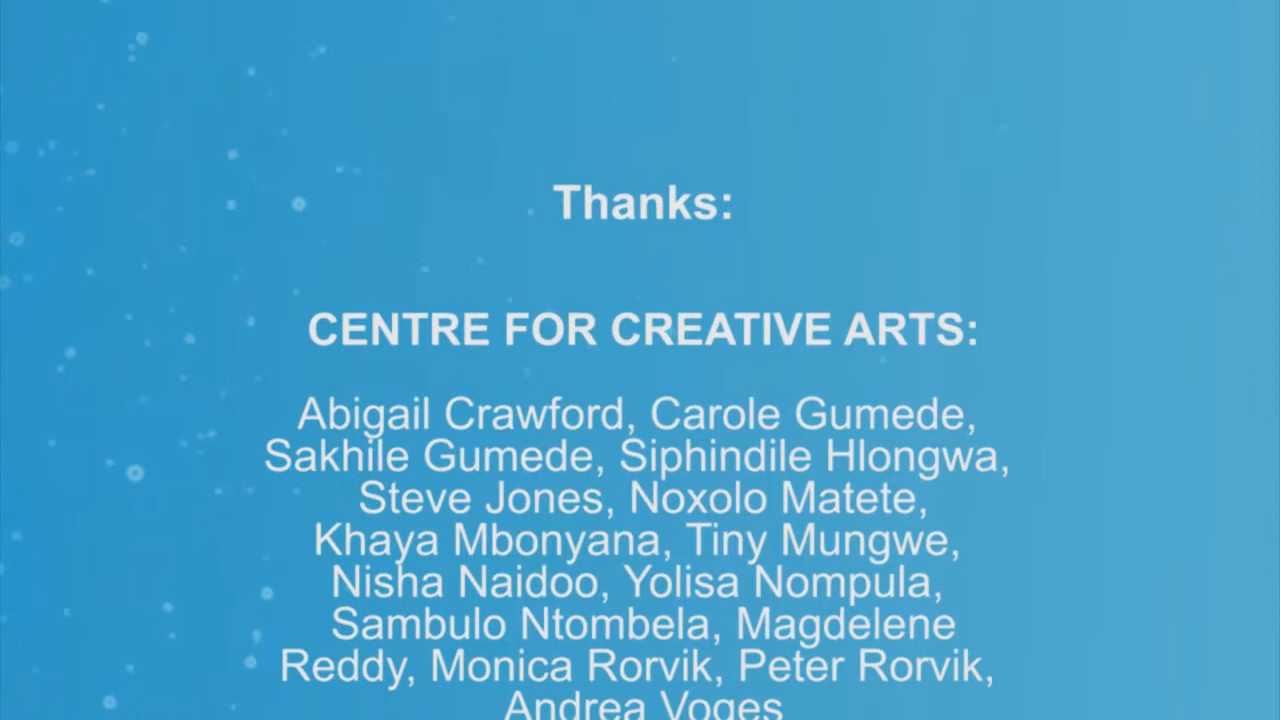 Thanks:
CENTRE FOR CREATIVE ARTS:
Abigail Crawford, Carole Gumede,
Sakhile Gumede, Siphindile Hlongwa,
Steve Jones, Noxolo Matete,
Khaya Mbonyana, Tiny Mungwe,
Nisha Naidoo, Yolisa Nompula,
Sambulo Ntombela, Magdelene
Reddy, Monica Rorvik, Peter Rorvik,
Andrea Voges